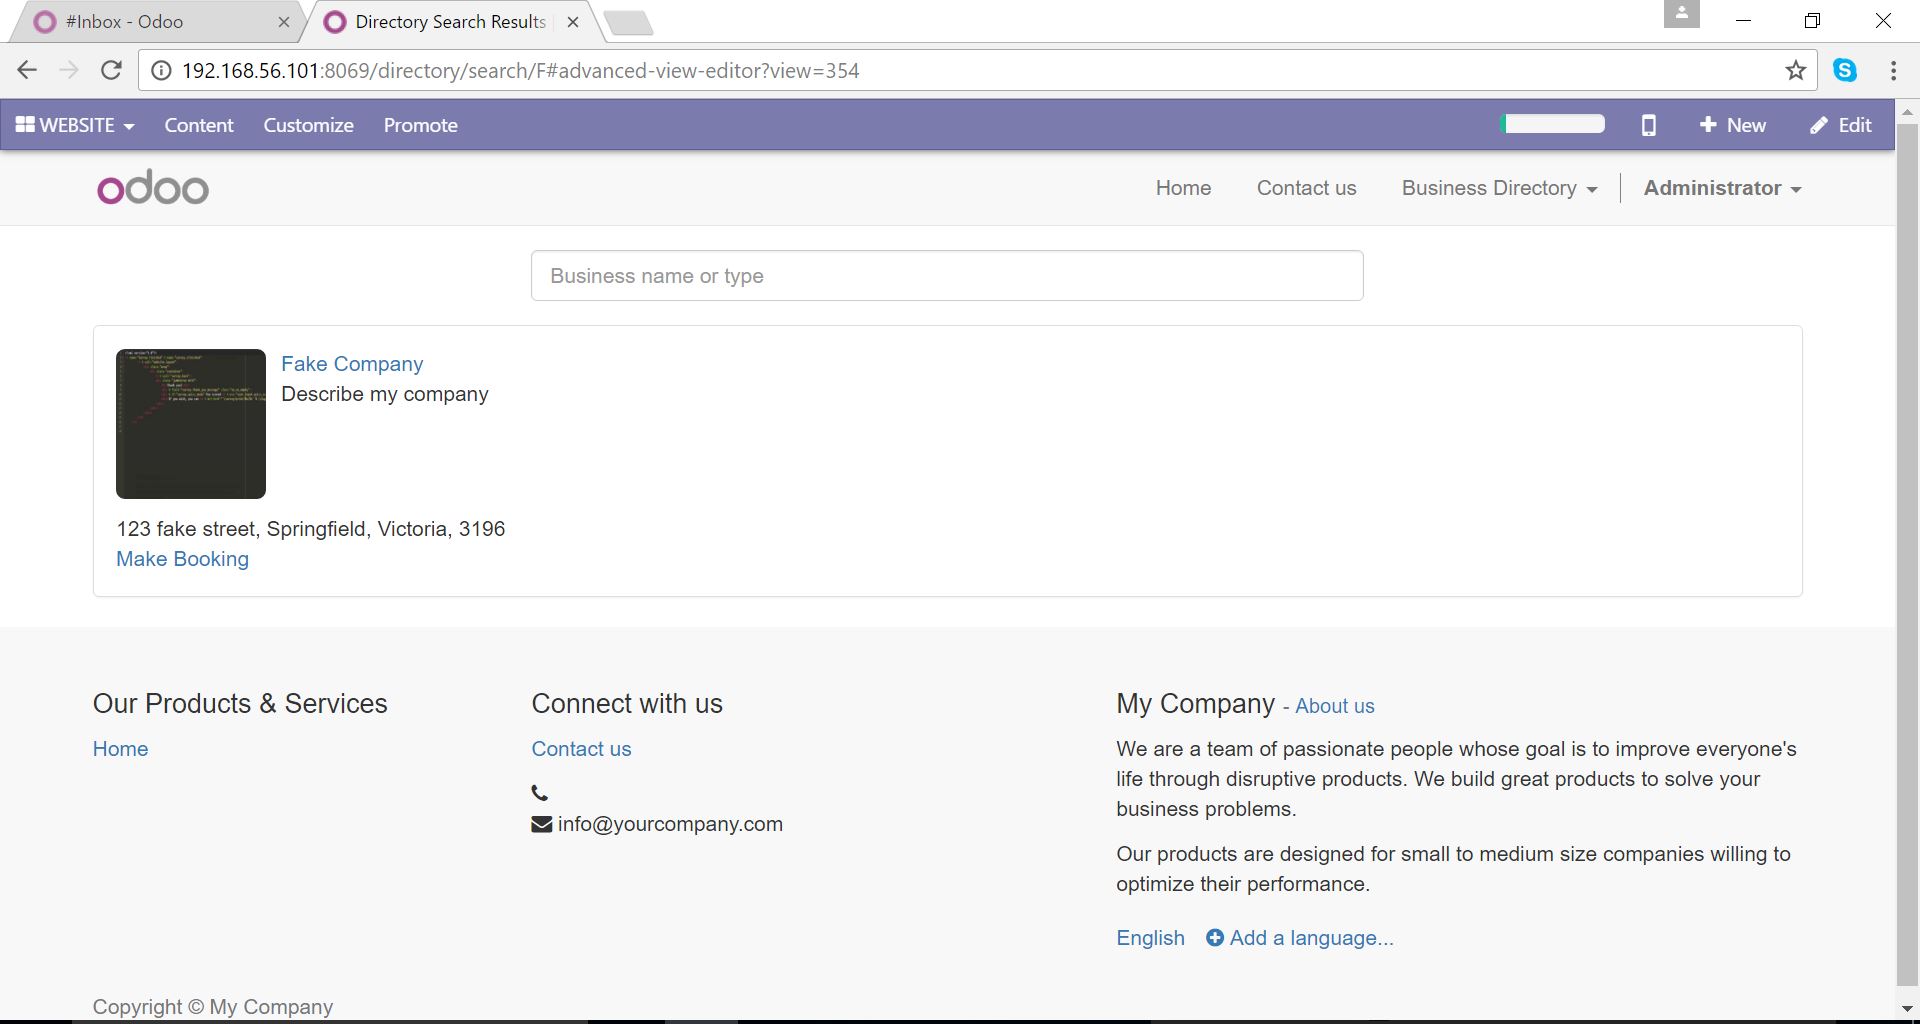 #Inbox - Odoo
Directory Search Results
192.168.56.101:8069/directory/search/F#advanced-view-editor?view=354
WEBSITE Content Customize Promote New Edit
odoo Home Contact us Business Directory Administrator
Business name or type
Fake Company
Describe my company
123 fake street, Springfield, Victoria, 3196
Make Booking
Our Products & Services
Home
Connect with us
Contact us
info@yourcompany.com
My Company - About us
We are a team of passionate people whose goal is to improve everyone's
life through disruptive products. We build great products to solve your
business problems.
Our products are designed for small to medium size companies willing to
optimize their performance.
English Add a language...
Copyright © My Company